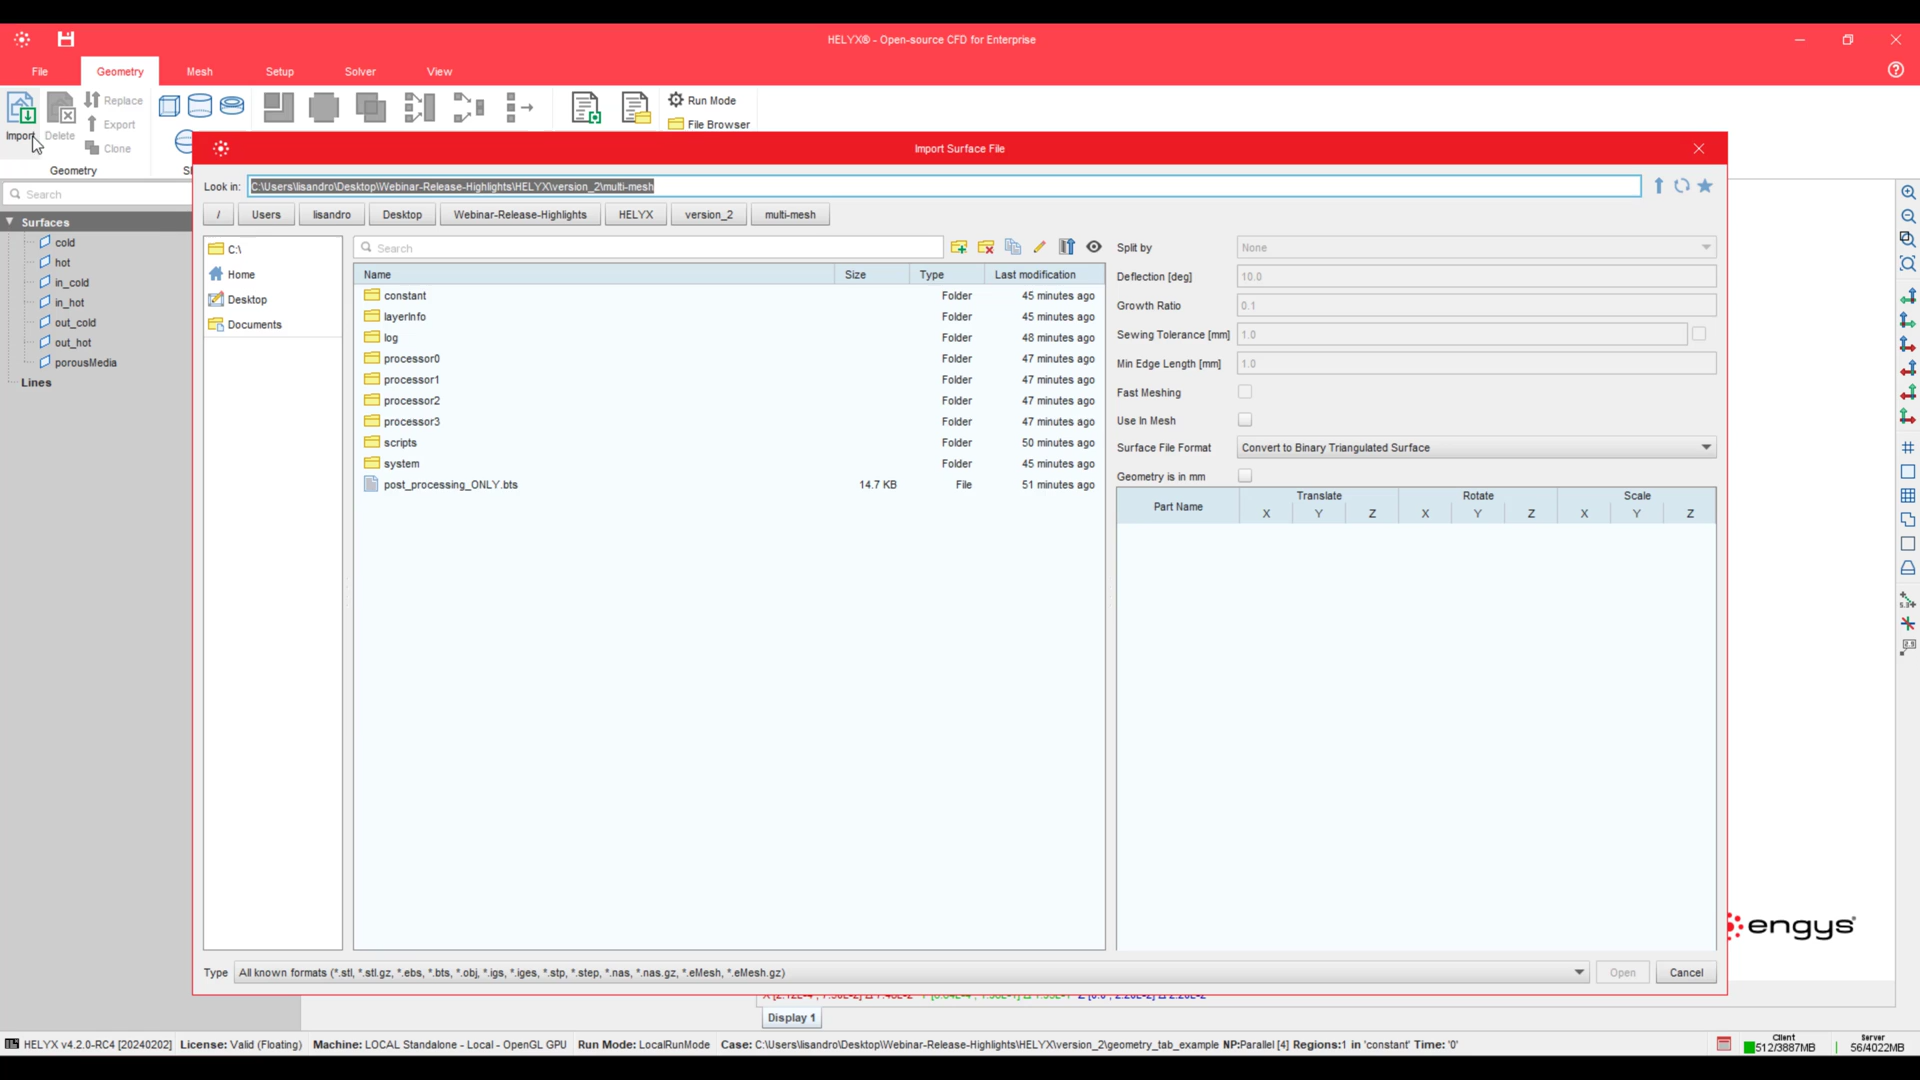 HELYX® - Open-source CFD for Enterprise
File Geometry Mesh Setup Solver View
Import Delete Replace Export Clone
Run Mode
File Browser
Geometry
Import Surface File
Search
Look in: C:\Users\lisandro\Desktop\Webinar-Release-Highlights\HELYX\version_2\multi-mesh
/ Users lisandro Desktop Webinar-Release-Highlights HELYX version_2 multi-mesh
Surfaces
cold
hot
in_cold
in_hot
out_cold
out_hot
porousMedia
Lines
C:\
Home
Desktop
Documents
Search
Name Size Type Last modification
constant Folder 45 minutes ago
layerInfo Folder 45 minutes ago
log Folder 48 minutes ago
processor0 Folder 47 minutes ago
processor1 Folder 47 minutes ago
processor2 Folder 47 minutes ago
processor3 Folder 47 minutes ago
scripts Folder 50 minutes ago
system Folder 45 minutes ago
post_processing_ONLY.bts 14.7 KB File 51 minutes ago
Split by None
Deflection [deg] 10.0
Growth Ratio 0.1
Sewing Tolerance [mm] 1.0
Min Edge Length [mm] 1.0
Fast Meshing
Use In Mesh
Surface File Format Convert to Binary Triangulated Surface
Geometry is in mm
Part Name Translate Rotate Scale
X Y Z X Y Z X Y Z
engys
Type All known formats (*.stl, *.stl.gz, *.ebs, *.bts, *.obj, *.igs, *.iges, *.stp, *.step, *.nas, *.nas.gz, *.eMesh, *.eMesh.gz) Open Cancel
Display 1
HELYX v4.2.0-RC4 [20240202] License: Valid (Floating) Machine: LOCAL Standalone - Local - OpenGL GPU Run Mode: LocalRunMode Case: C:\Users\lisandro\Desktop\Webinar-Release-Highlights\HELYX\version_2\geometry_tab_example NP:Parallel [4] Regions:1 in 'constant' Time: '0'
Client 512/3887MB Server 56/4022MB